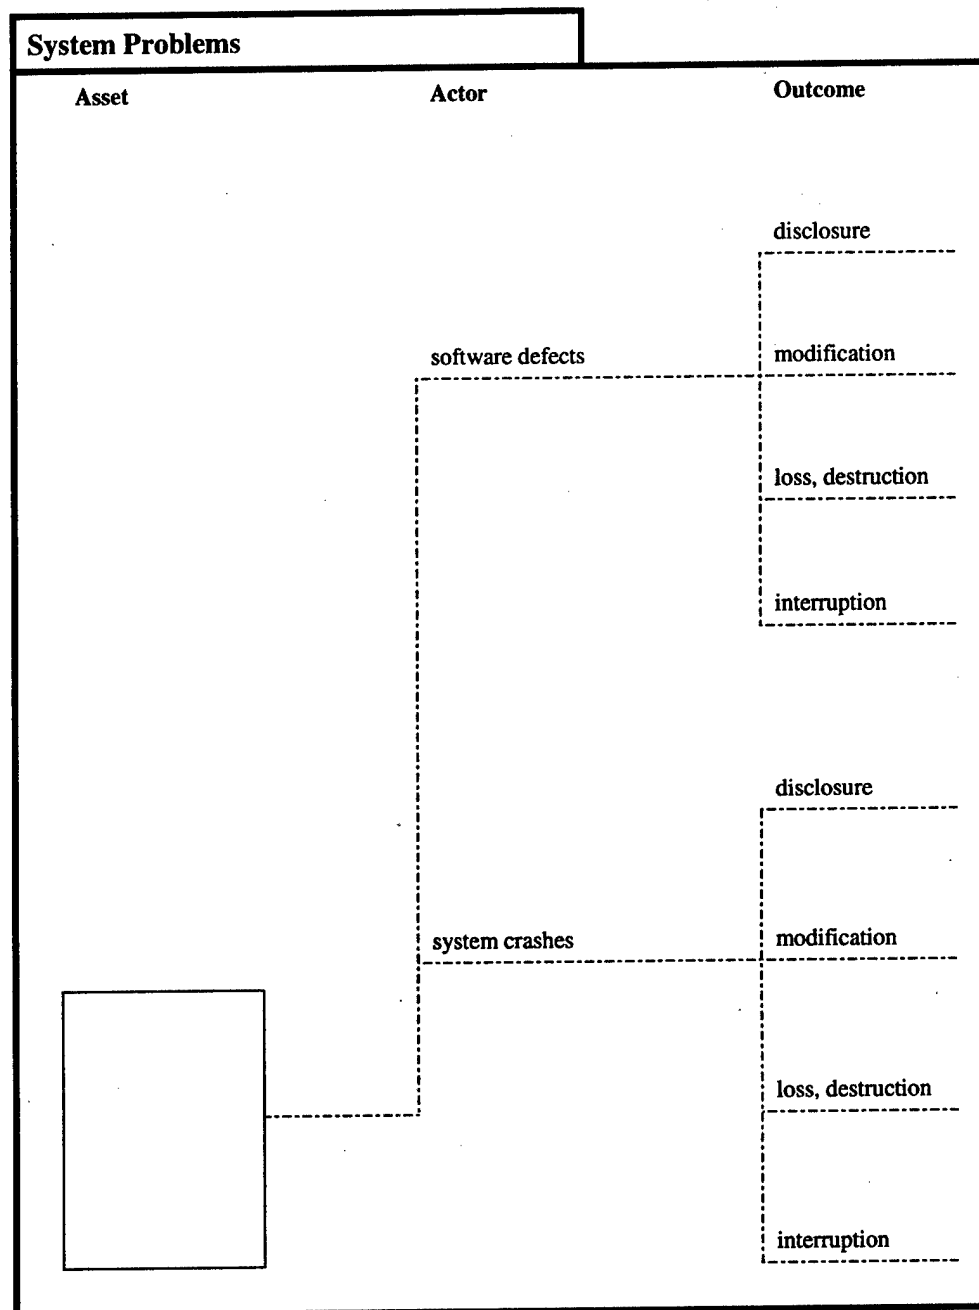 System Problems
Asset Actor Outcome
disclosure
software defects modification
loss, destruction
interruption
disclosure
system crashes modification
loss, destruction
interruption